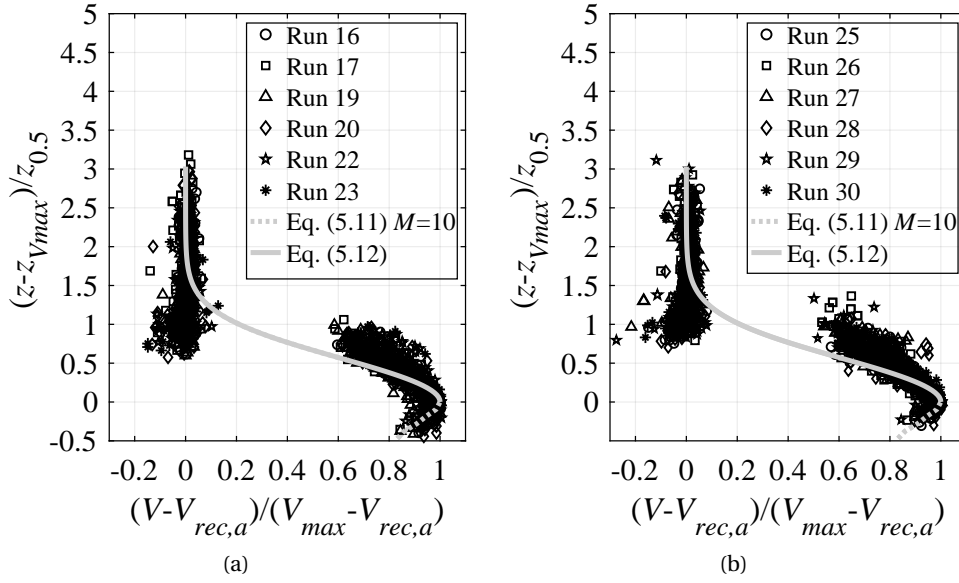 5
4.5
4
3.5
3
2.5
2
1.5
1
0.5
0
-0.5
(z-z_Vmax)/z_0.5
Run 16
Run 17
Run 19
Run 20
Run 22
Run 23
Eq. (5.11) M=10
Eq. (5.12)
-0.2 0 0.2 0.4 0.6 0.8 1
(V-V_rec,a)/(V_max-V_rec,a)
(a)
5
4.5
4
3.5
3
2.5
2
1.5
1
0.5
0
-0.5
(z-z_Vmax)/z_0.5
Run 25
Run 26
Run 27
Run 28
Run 29
Run 30
Eq. (5.11) M=10
Eq. (5.12)
-0.2 0 0.2 0.4 0.6 0.8 1
(V-V_rec,a)/(V_max-V_rec,a)
(b)